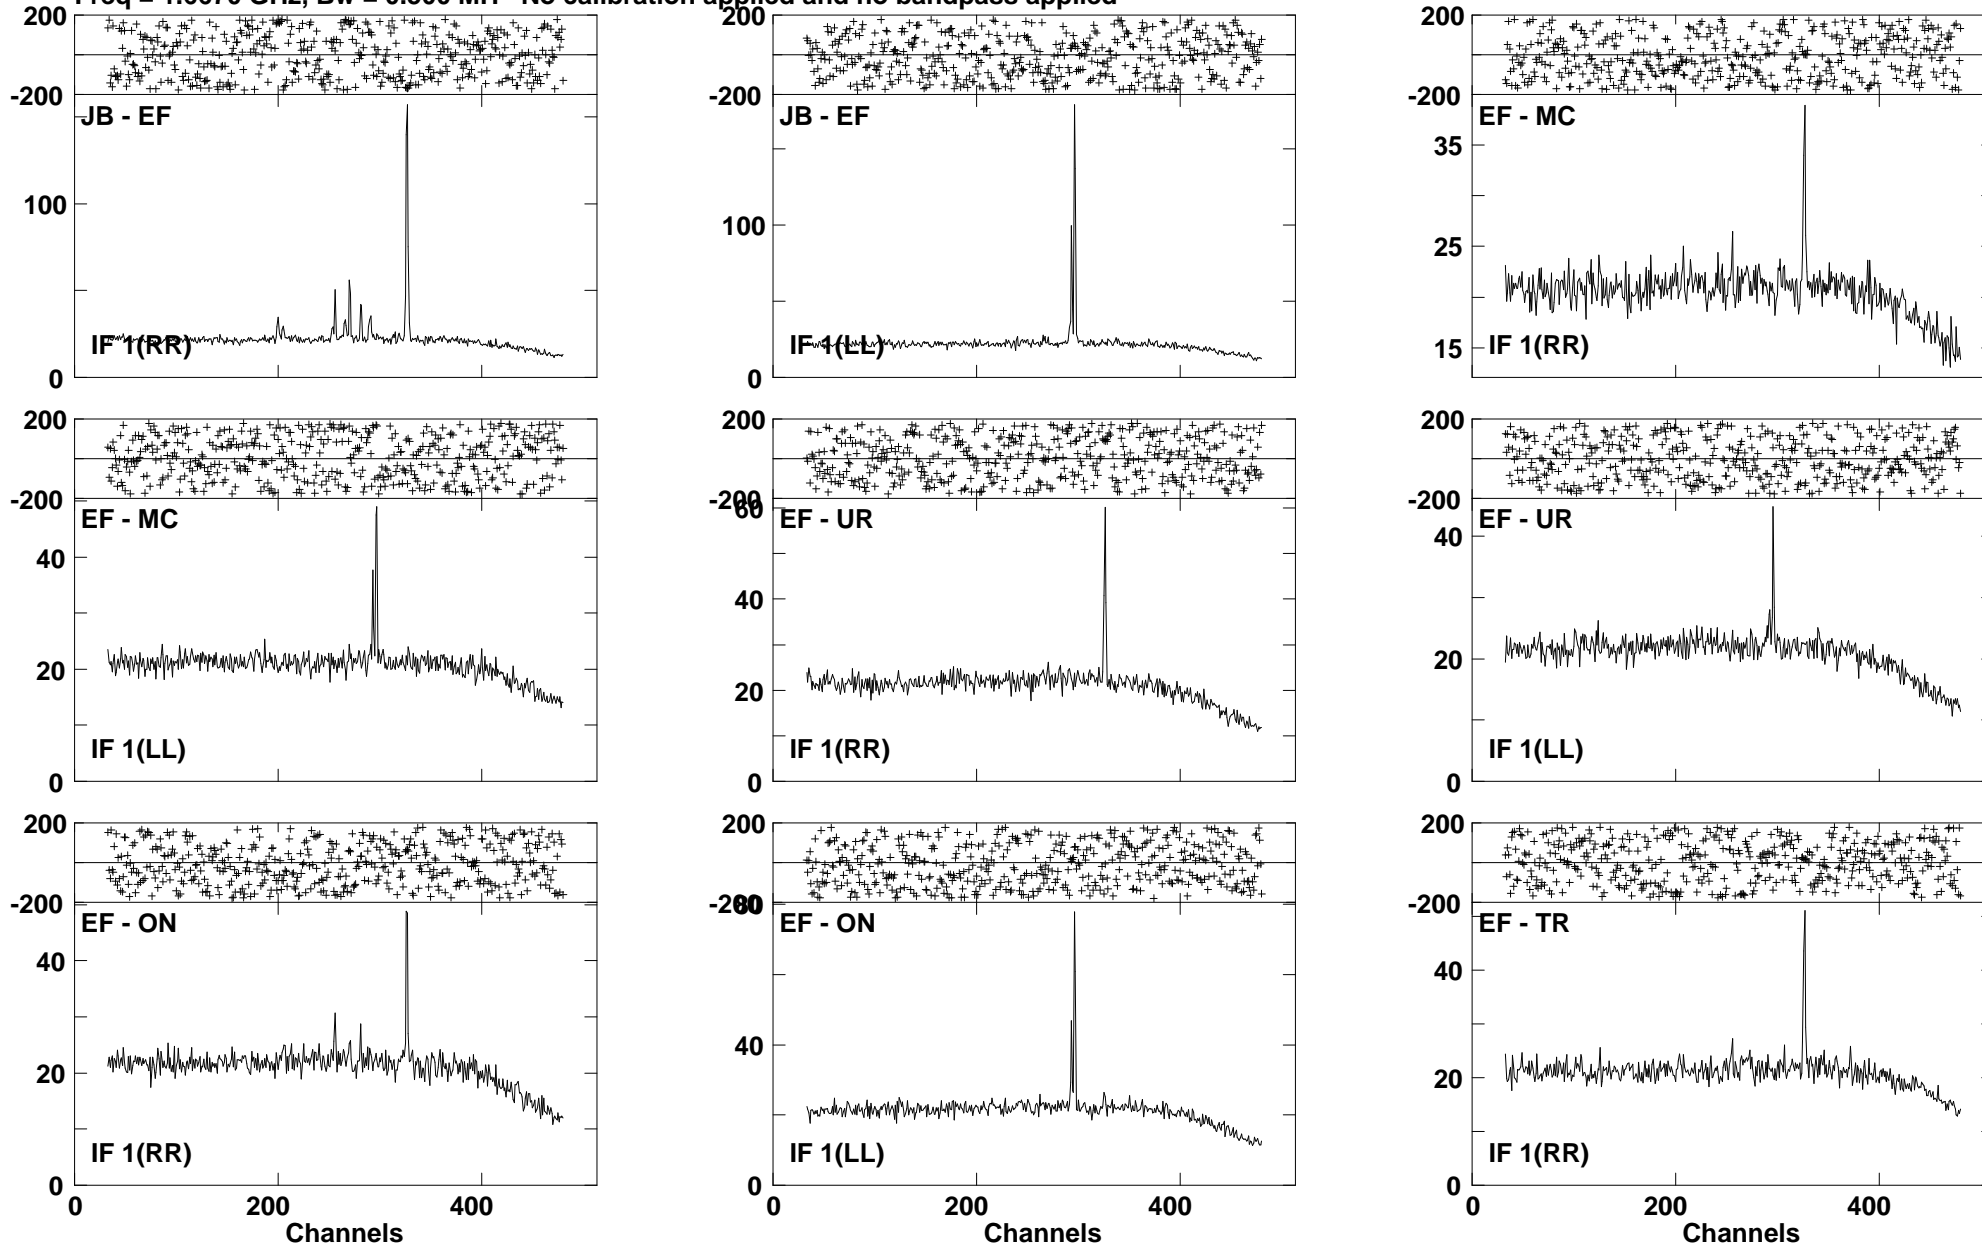 No calibration applied and no bandpass applied
200 200 200
-200 -200 -200
JB - EF JB - EF EF - MC
100 100 35
25
15
IF 1(RR) IF 1(LL) IF 1(RR)
0 0
200 200 200
-200 -200 -200
60
EF - MC EF - UR EF - UR
40 40 40
20 20 20
IF 1(LL) IF 1(RR) IF 1(LL)
0 0 0
200 200 200
-200 -200 -200
80
EF - ON EF - ON EF - TR
40 40 40
20 20
IF 1(RR) IF 1(LL) IF 1(RR)
0 0 0
0 200 400 0 200 400 0 200 400
Channels Channels Channels